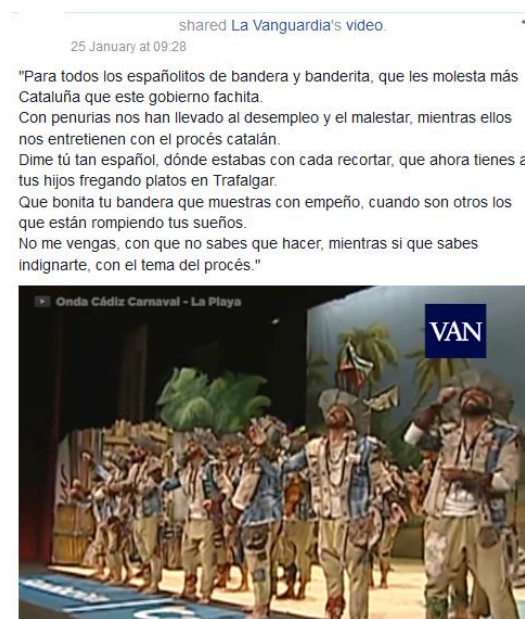 shared La Vanguardia's video.
25 January at 09:28
"Para todos los españolitos de bandera y banderita, que les molesta más
Cataluña que este gobierno fachita.
Con penurias nos han llevado al desempleo y el malestar, mientras ellos
nos entretienen con el procés catalán.
Dime tú tan español, dónde estabas con cada recortar, que ahora tienes a
tus hijos fregando platos en Trafalgar.
Que bonita tu bandera que muestras con empeño, cuando son otros los
que están rompiendo tus sueños.
No me vengas, con que no sabes que hacer, mientras si que sabes
indignarte, con el tema del procés."
Onda Cádiz Carnaval - La Playa
VAN